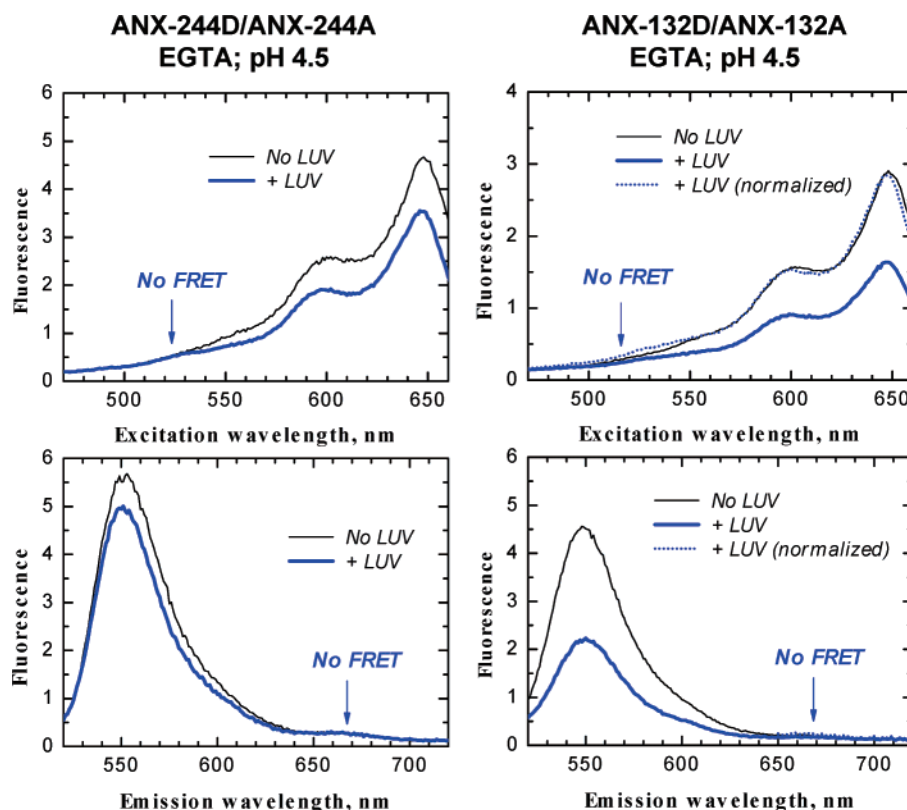 ANX-244D/ANX-244A
EGTA; pH 4.5
6
5
4
3
2
1
0
Fluorescence
No LUV
+ LUV
No FRET
500
550
600
650
Excitation wavelength, nm
ANX-132D/ANX-132A
EGTA; pH 4.5
4
3
2
1
0
Fluorescence
No LUV
+ LUV
+ LUV (normalized)
No FRET
500
550
600
650
Excitation wavelength, nm
6
5
4
3
2
1
0
Fluorescence
No LUV
+ LUV
No FRET
550
600
650
700
Emission wavelength, nm
6
5
4
3
2
1
0
Fluorescence
No LUV
+ LUV
+ LUV (normalized)
No FRET
550
600
650
700
Emission wavelength, nm